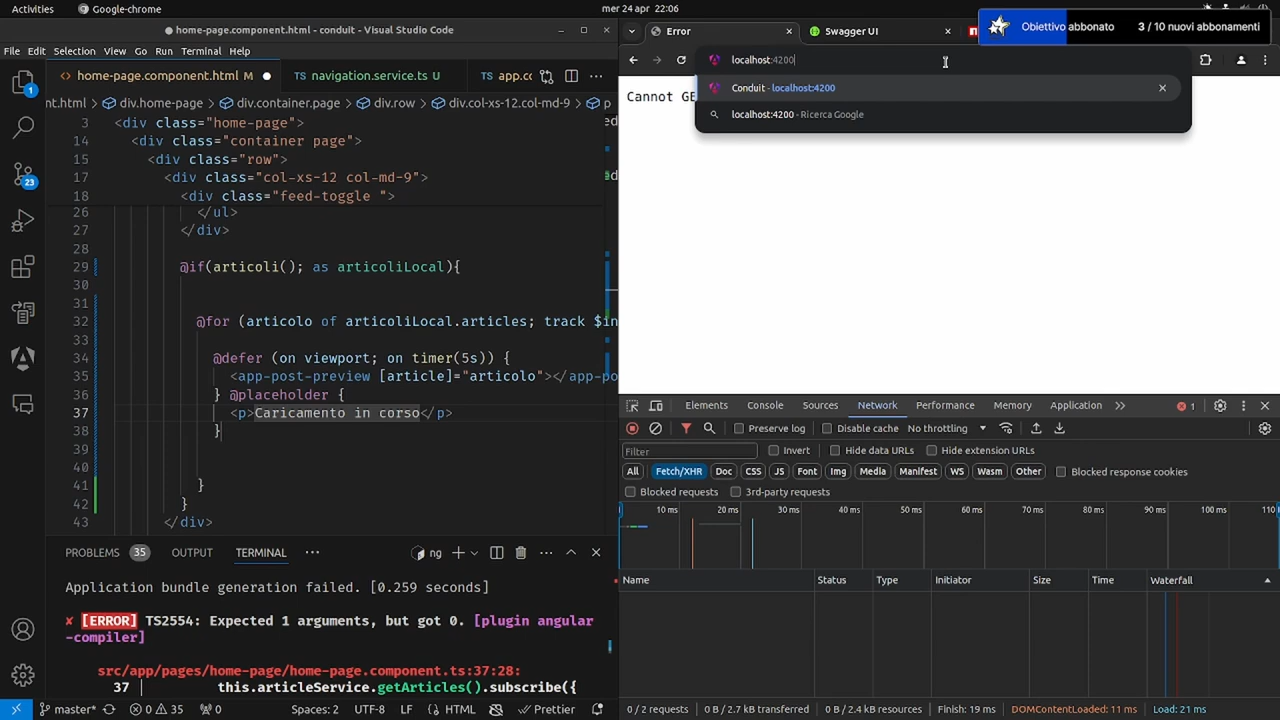 Activities
Google-chrome
mer 24 apr 22:06
home-page.component.html - conduit - Visual Studio Code
File Edit Selection View Go Run Terminal Help
home-page.component.html M
navigation.service.ts U
app.cc
nt.html > div.home-page > div.container.page > div.row > div.col-xs-12.col-md-9 > p
3 <div class="home-page">
14 <div class="container page">
15 <div class="row">
17 <div class="col-xs-12 col-md-9">
18 <div class="feed-toggle ">
26 </ul>
27 </div>
28
29 @if(articoli(); as articoliLocal){
30
31
32 @for (articolo of articoliLocal.articles; track $in
33
34 @defer (on viewport; on timer(5s)) {
35 <app-post-preview [article]="articolo"></app-po
36 } @placeholder {
37 <p>Caricamento in corso</p>
38 }
39
40
41 }
42 }
43 </div>
PROBLEMS 35 OUTPUT TERMINAL ··· ng
Application bundle generation failed. [0.259 seconds]
✘ [ERROR] TS2554: Expected 1 arguments, but got 0. [plugin angular
-compiler]
src/app/pages/home-page/home-page.component.ts:37:28:
37 │ this.articleService.getArticles().subscribe({
1
23
master* 0 35 0 Spaces: 2 UTF-8 LF HTML Prettier
Error
Swagger UI
Obiettivo abbonato
3 / 10 nuovi abbonamenti
localhost:4200
Conduit - localhost:4200
localhost:4200 - Ricerca Google
Cannot GE
Elements Console Sources Network Performance Memory Application 1
Preserve log Disable cache No throttling
Filter Invert Hide data URLs Hide extension URLs
All Fetch/XHR Doc CSS JS Font Img Media Manifest WS Wasm Other Blocked response cookies
Blocked requests 3rd-party requests
10 ms 20 ms 30 ms 40 ms 50 ms 60 ms 70 ms 80 ms 90 ms 100 ms 110
Name Status Type Initiator Size Time Waterfall
0 / 2 requests 0 B / 2.7 kB transferred 0 B / 2.4 kB resources Finish: 19 ms DOMContentLoaded: 11 ms Load: 21 ms